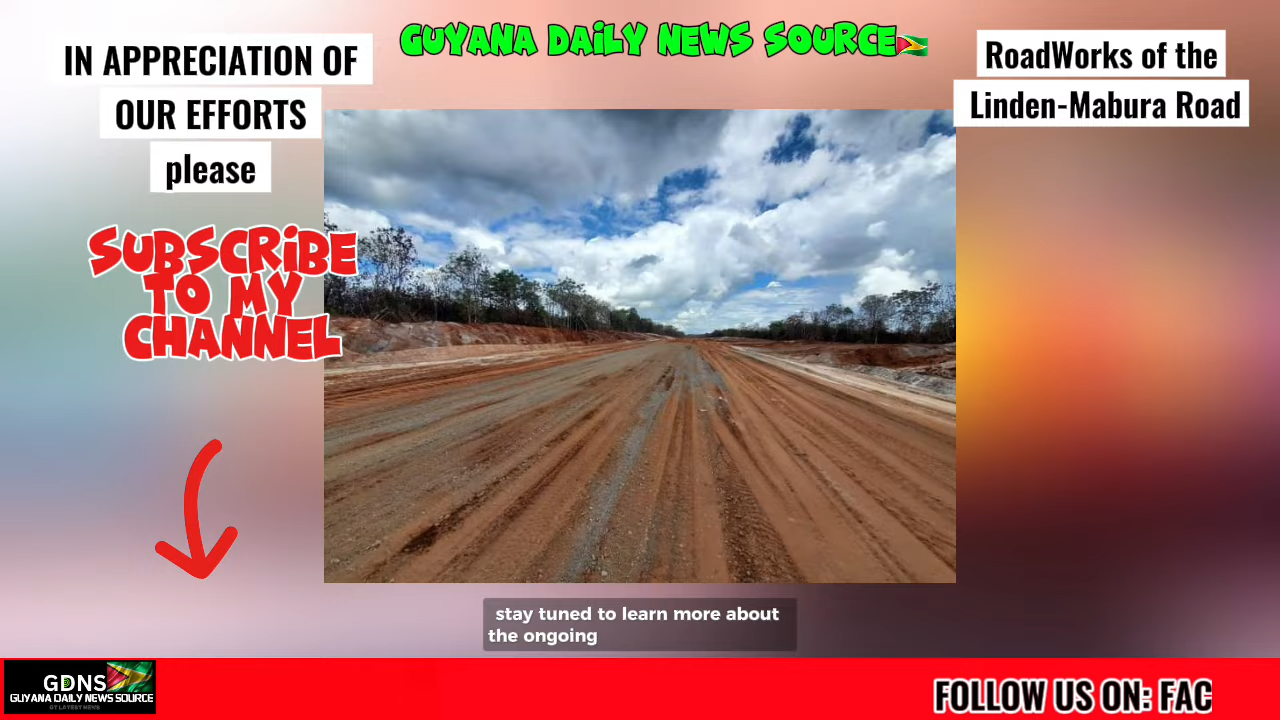 GUYANA DAiLY NEWS SOURCE
IN APPRECIATION OF
OUR EFFORTS
please
SUBSCRiBE
TO MY
CHANNEL
RoadWorks of the
Linden-Mabura Road
stay tuned to learn more about
the ongoing
GDNS
GUYANA DAILY NEWS SOURCE
FOLLOW US ON: FAC